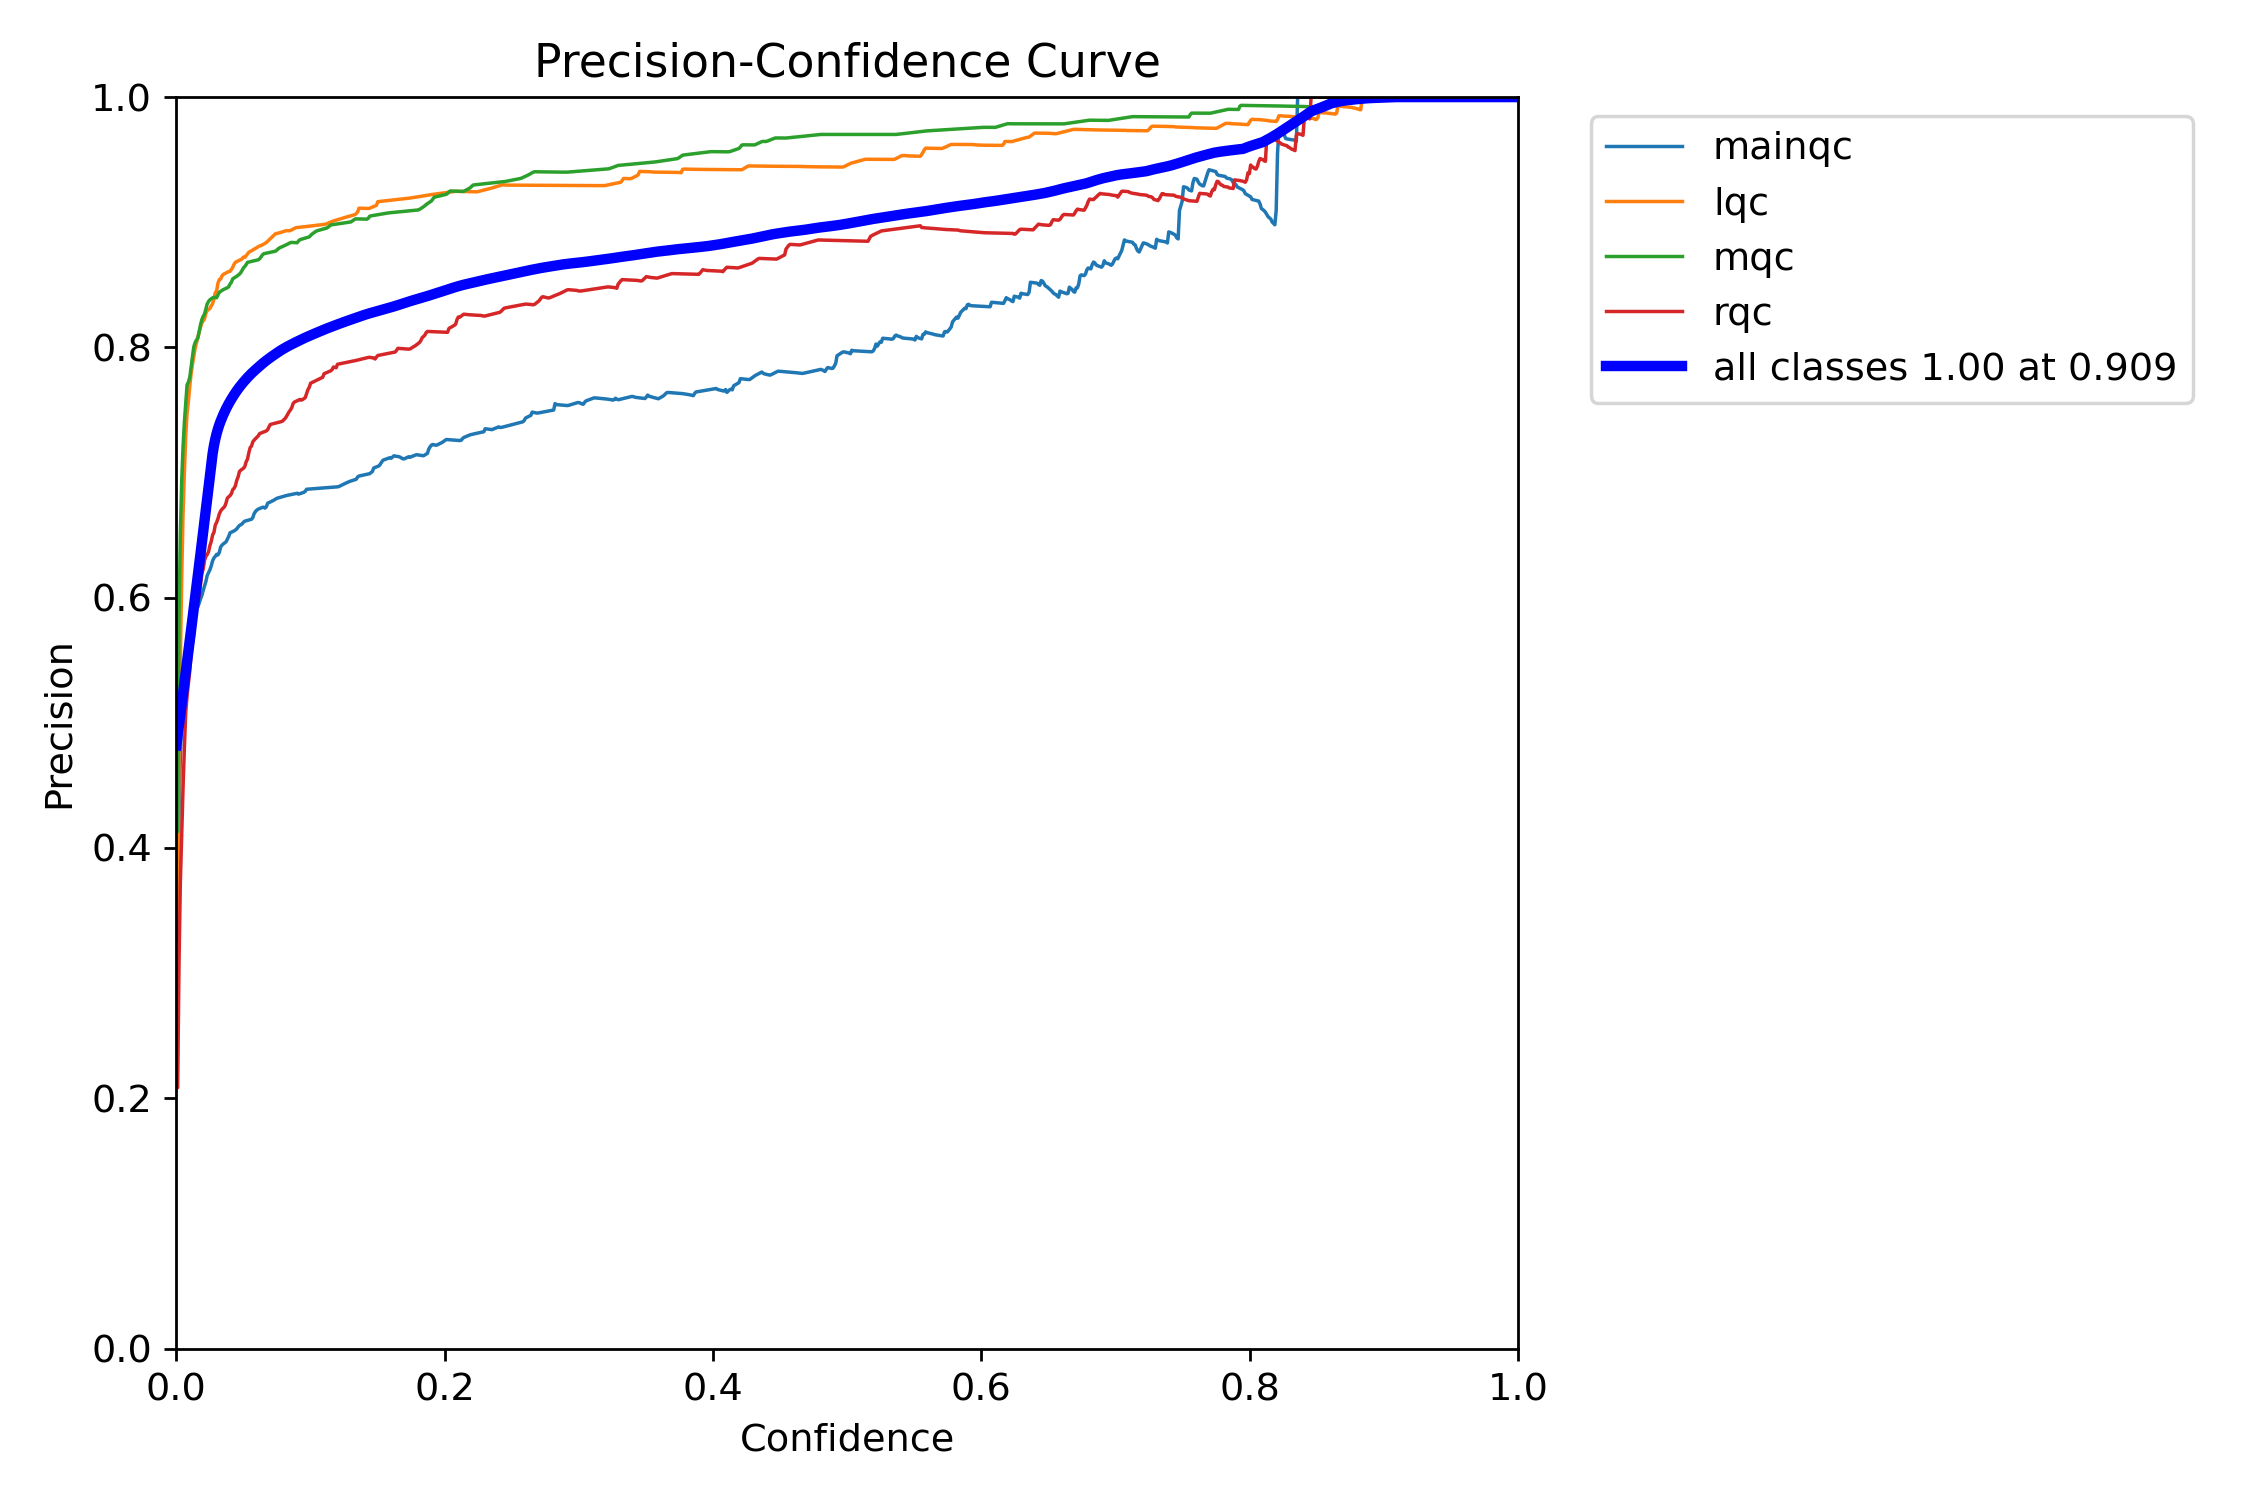 Precision-Confidence Curve
1.0
0.8
0.6
0.4
0.2
0.0
Precision
0.0 0.2 0.4 0.6 0.8 1.0
Confidence
mainqc
lqc
mqc
rqc
all classes 1.00 at 0.909